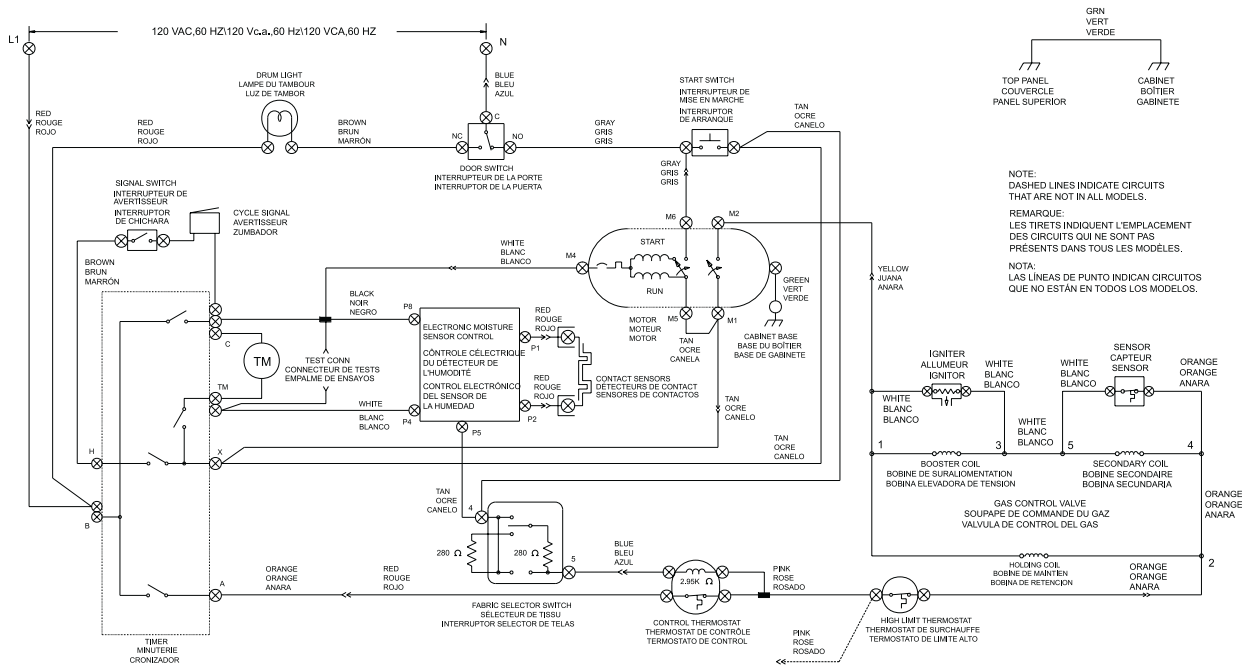 L1
120 VAC,60 HZ\120 Vc.a.,60 Hz\120 VCA,60 HZ
N
GRN
VERT
VERDE
TOP PANEL
COUVERCLE
PANEL SUPERIOR
CABINET
BOÎTIER
GABINETE
RED
ROUGE
ROJO
RED
ROUGE
ROJO
DRUM LIGHT
LAMPE DU TAMBOUR
LUZ DE TAMBOR
BROWN
BRUN
MARRÓN
BLUE
BLEU
AZUL
C
NC
NO
DOOR SWITCH
INTERRUPTEUR DE LA PORTE
INTERRUPTOR DE LA PUERTA
GRAY
GRIS
GRIS
START SWITCH
INTERRUPTEUR DE
MISE EN MARCHE
INTERRUPTOR
DE ARRANQUE
TAN
OCRE
CANELO
GRAY
GRIS
GRIS
NOTE:
DASHED LINES INDICATE CIRCUITS
THAT ARE NOT IN ALL MODELS.
REMARQUE:
LES TIRETS INDIQUENT L'EMPLACEMENT
DES CIRCUITS QUI NE SONT PAS
PRÉSENTS DANS TOUS LES MODÈLES.
NOTA:
LAS LÍNEAS DE PUNTO INDICAN CIRCUITOS
QUE NO ESTÁN EN TODOS LOS MODELOS.
SIGNAL SWITCH
INTERRUPTEUR DE
AVERTISSEUR
INTERRUPTOR
DE CHICHARA
CYCLE SIGNAL
AVERTISSEUR
ZUMBADOR
BROWN
BRUN
MARRÓN
WHITE
BLANC
BLANCO
M4
M6
M2
START
RUN
M5
M1
MOTOR
MOTEUR
MOTOR
TAN
OCRE
CANELA
GREEN
VERT
VERDE
CABINET BASE
BASE DU BOÎTIER
BASE DE GABINETE
YELLOW
JUANA
ANARA
BLACK
NOIR
NEGRO
P8
ELECTRONIC MOISTURE
SENSOR CONTROL
CÔNTROLE CÉLECTRIQUE
DU DÉTECTEUR DE
L'HUMODITÉ
CONTROL ELECTRÓNICO
DEL SENSOR DE
LA HUMEDAD
RED
ROUGE
ROJO
P1
RED
ROUGE
ROJO
P2
CONTACT SENSORS
DÉTECTEURS DE CONTACT
SENSORES DE CONTACTOS
C
TM
TEST CONN
CONNECTEUR DE TESTS
EMPALME DE ENSAYOS
TM
WHITE
BLANC
BLANCO
P4
P5
TAN
OCRE
CANELO
H
X
TAN
OCRE
CANELO
B
IGNITER
ALLUMEUR
IGNITOR
WHITE
BLANC
BLANCO
WHITE
BLANC
BLANCO
WHITE
BLANC
BLANCO
WHITE
BLANC
BLANCO
SENSOR
CAPTEUR
SENSOR
ORANGE
ORANGE
ANARA
1
3
5
4
BOOSTER COIL
BOBINE DE SURALIOMENTATION
BOBINA ELEVADORA DE TENSION
SECONDARY COIL
BOBINE SECONDAIRE
BOBINA SECUNDARIA
GAS CONTROL VALVE
SOUPAPE DE COMMANDE DU GAZ
VALVULA DE CONTROL DEL GAS
ORANGE
ORANGE
ANARA
TAN
OCRE
CANELO
4
280 Ω
280 Ω
5
BLUE
BLEU
AZUL
2.95K Ω
PINK
ROSE
ROSADO
HOLDING COIL
BOBINE DE MAINTIEN
BOBINA DE RETENCION
2
ORANGE
ORANGE
ANARA
A
ORANGE
ORANGE
ANARA
RED
ROUGE
ROJO
FABRIC SELECTOR SWITCH
SÉLECTEUR DE TISSU
INTERRUPTOR SELECTOR DE TELAS
CONTROL THERMOSTAT
THERMOSTAT DE CONTRÔLE
TERMOSTATO DE CONTROL
HIGH LIMIT THERMOSTAT
THERMOSTAT DE SURCHAUFFE
TERMOSTATO DE LIMITE ALTO
PINK
ROSE
ROSADO
TIMER
MINUTERIE
CRONIZADOR